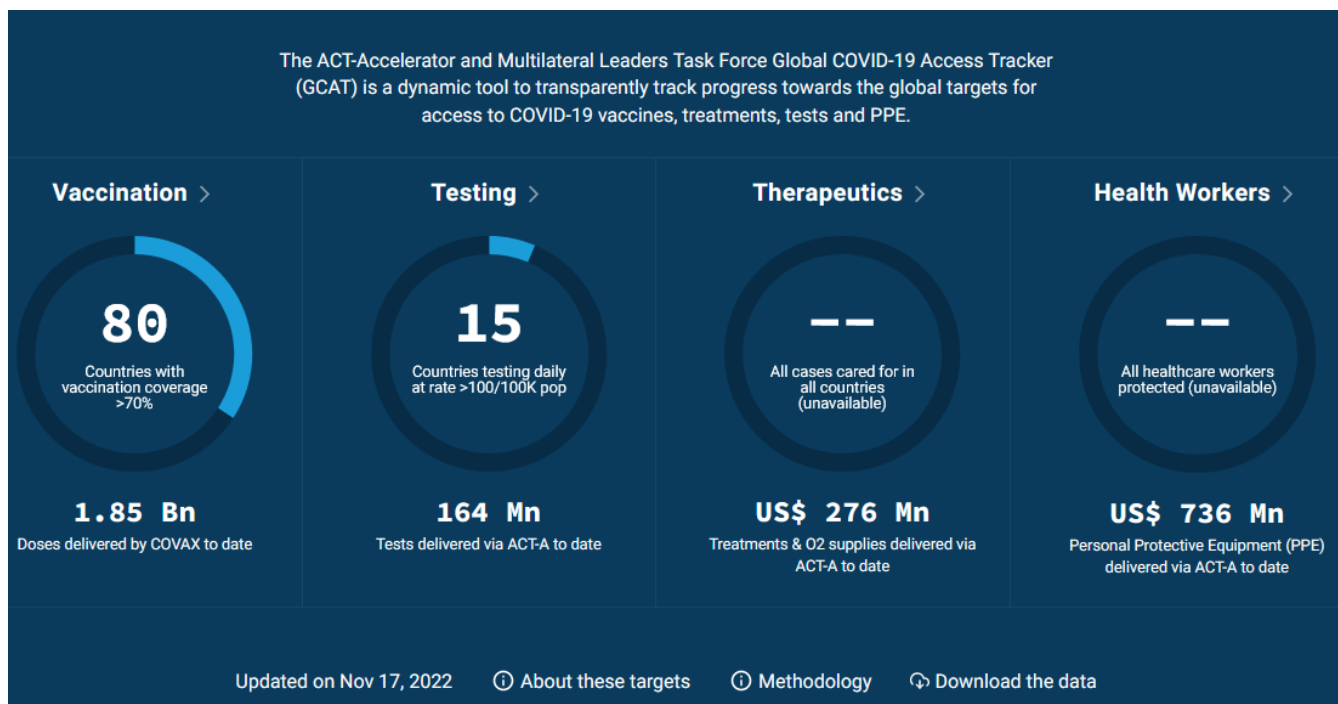 The ACT-Accelerator and Multilateral Leaders Task Force Global COVID-19 Access Tracker
(GCAT) is a dynamic tool to transparently track progress towards the global targets for
access to COVID-19 vaccines, treatments, tests and PPE.
Vaccination
80
Countries with
vaccination coverage
>70%
1.85 Bn
Doses delivered by COVAX to date
Testing
15
Countries testing daily
at rate >100/100K pop
164 Mn
Tests delivered via ACT-A to date
Therapeutics
--
All cases cared for in
all countries
(unavailable)
US$ 276 Mn
Treatments & O2 supplies delivered via
ACT-A to date
Health Workers
--
All healthcare workers
protected (unavailable)
US$ 736 Mn
Personal Protective Equipment (PPE)
delivered via ACT-A to date
Updated on Nov 17, 2022 About these targets Methodology Download the data